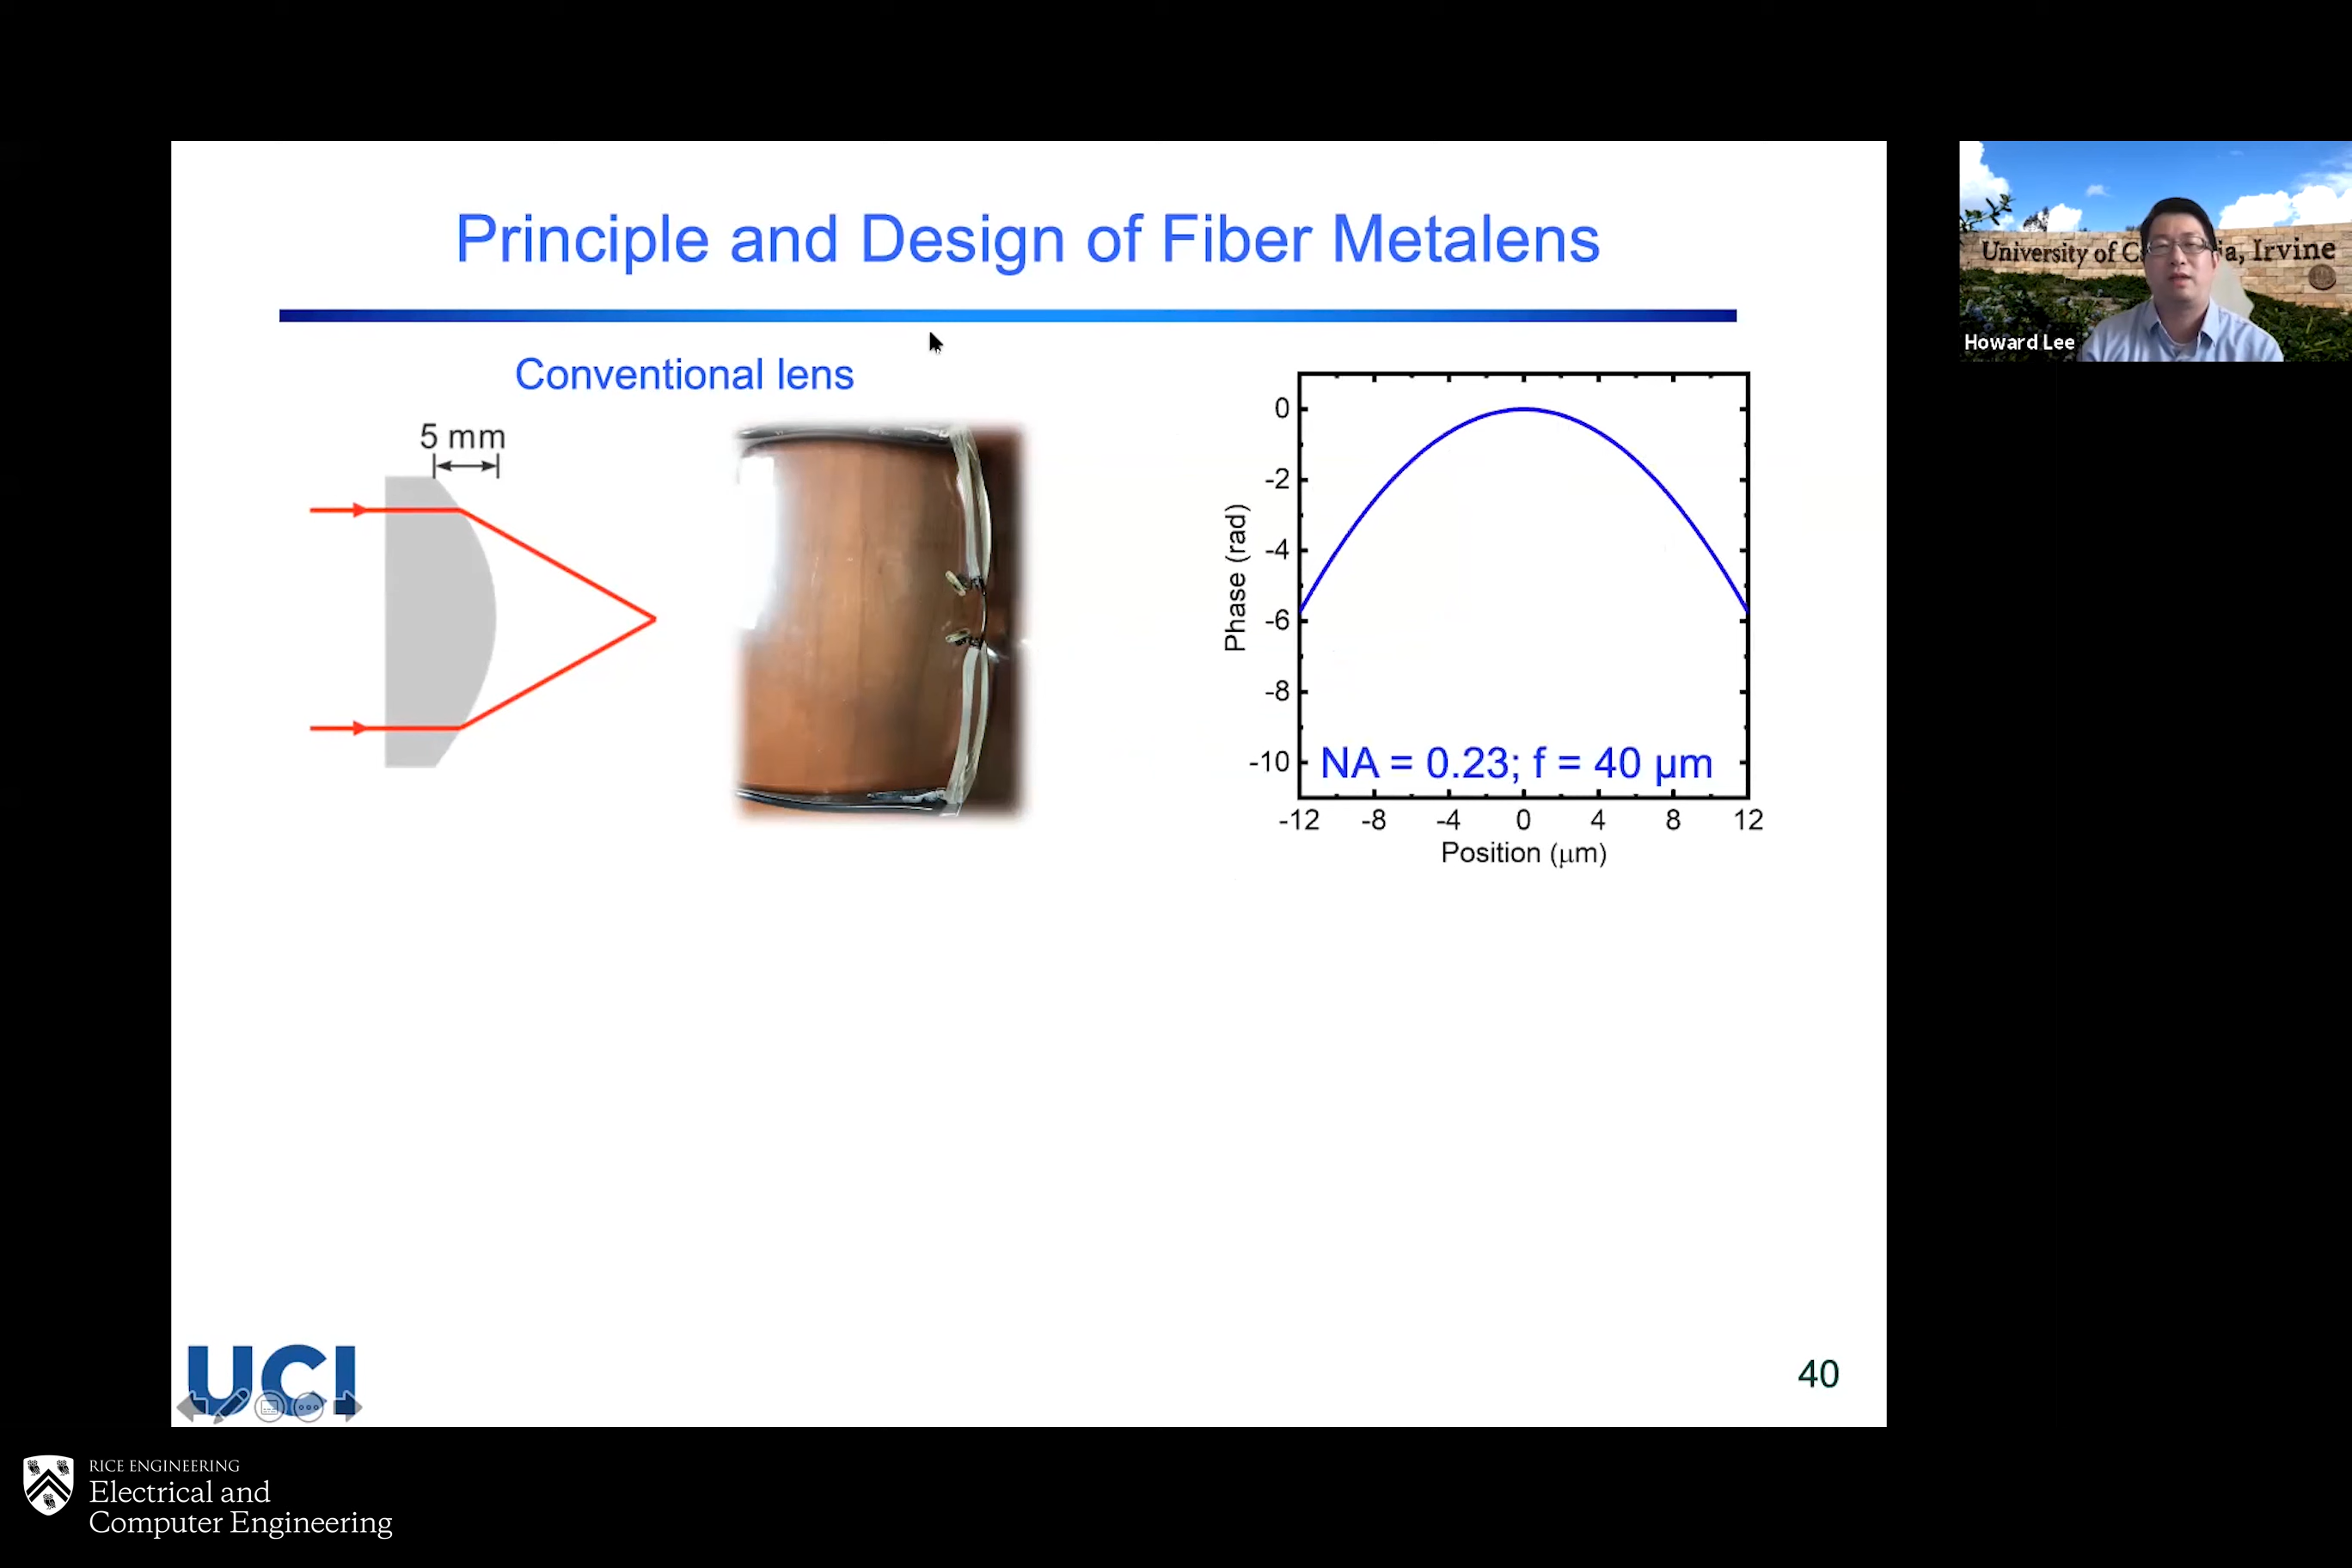 Principle and Design of Fiber Metalens
University of C
ia, Irvine
Howard Lee
Conventional lens
5 mm
0
-2
-4
-6
-8
-10
Phase (rad)
NA = 0.23; f = 40 µm
-12 -8 -4 0 4 8 12
Position (μm)
UCI
40
RICE ENGINEERING
Electrical and
Computer Engineering